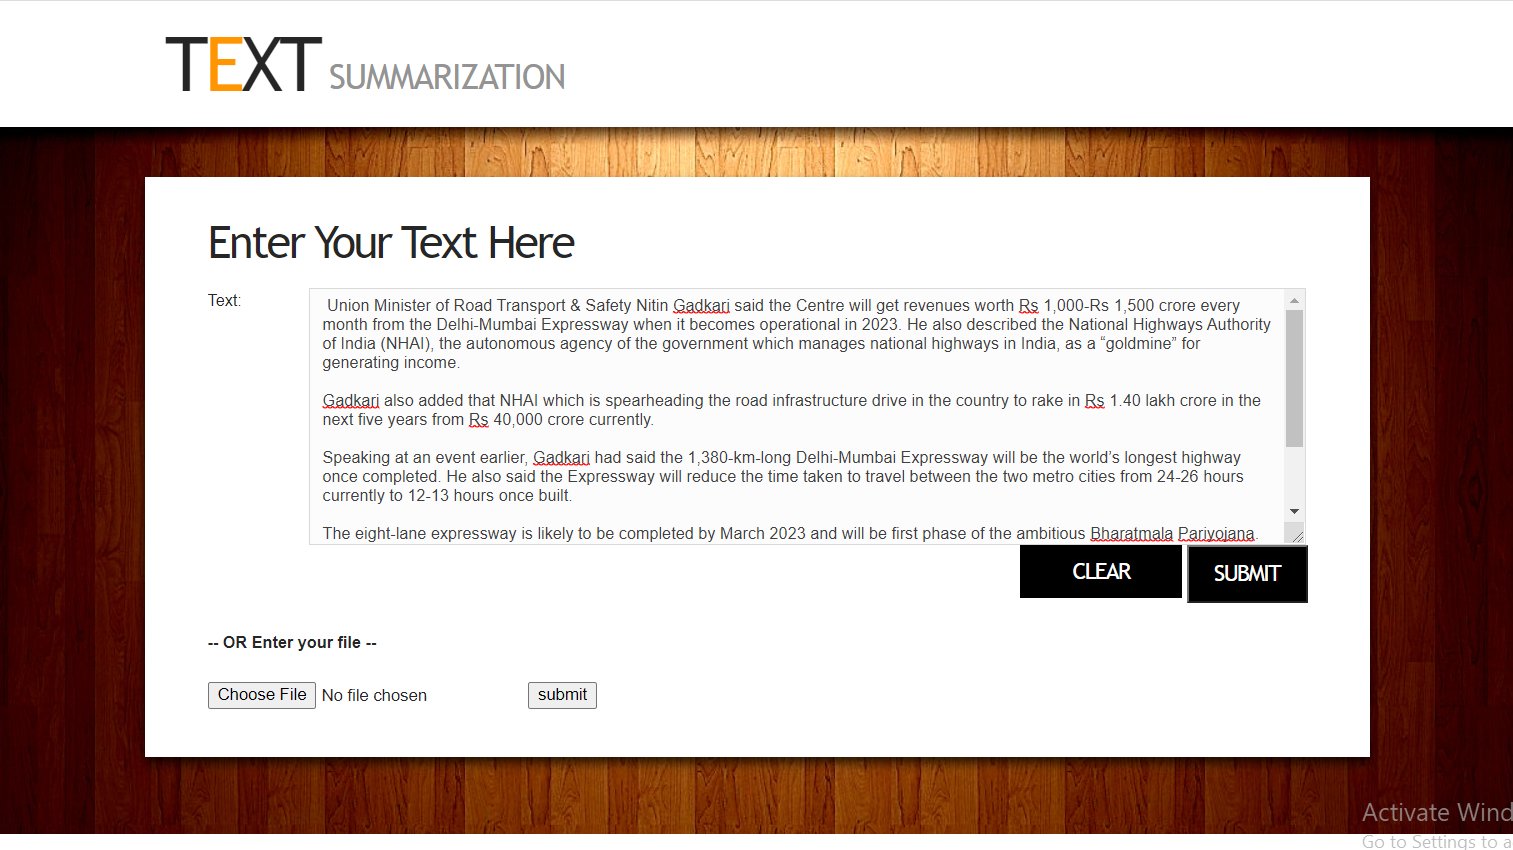 TEXT SUMMARIZATION
Enter Your Text Here
Text:
Union Minister of Road Transport & Safety Nitin Gadkari said the Centre will get revenues worth Rs 1,000-Rs 1,500 crore every
month from the Delhi-Mumbai Expressway when it becomes operational in 2023. He also described the National Highways Authority
of India (NHAI), the autonomous agency of the government which manages national highways in India, as a “goldmine” for
generating income.
Gadkari also added that NHAI which is spearheading the road infrastructure drive in the country to rake in Rs 1.40 lakh crore in the
next five years from Rs 40,000 crore currently.
Speaking at an event earlier, Gadkari had said the 1,380-km-long Delhi-Mumbai Expressway will be the world’s longest highway
once completed. He also said the Expressway will reduce the time taken to travel between the two metro cities from 24-26 hours
currently to 12-13 hours once built.
The eight-lane expressway is likely to be completed by March 2023 and will be first phase of the ambitious Bharatmala Pariyojana.
CLEAR SUBMIT
-- OR Enter your file --
Choose File No file chosen submit
Activate Wind
Go to Settings to a